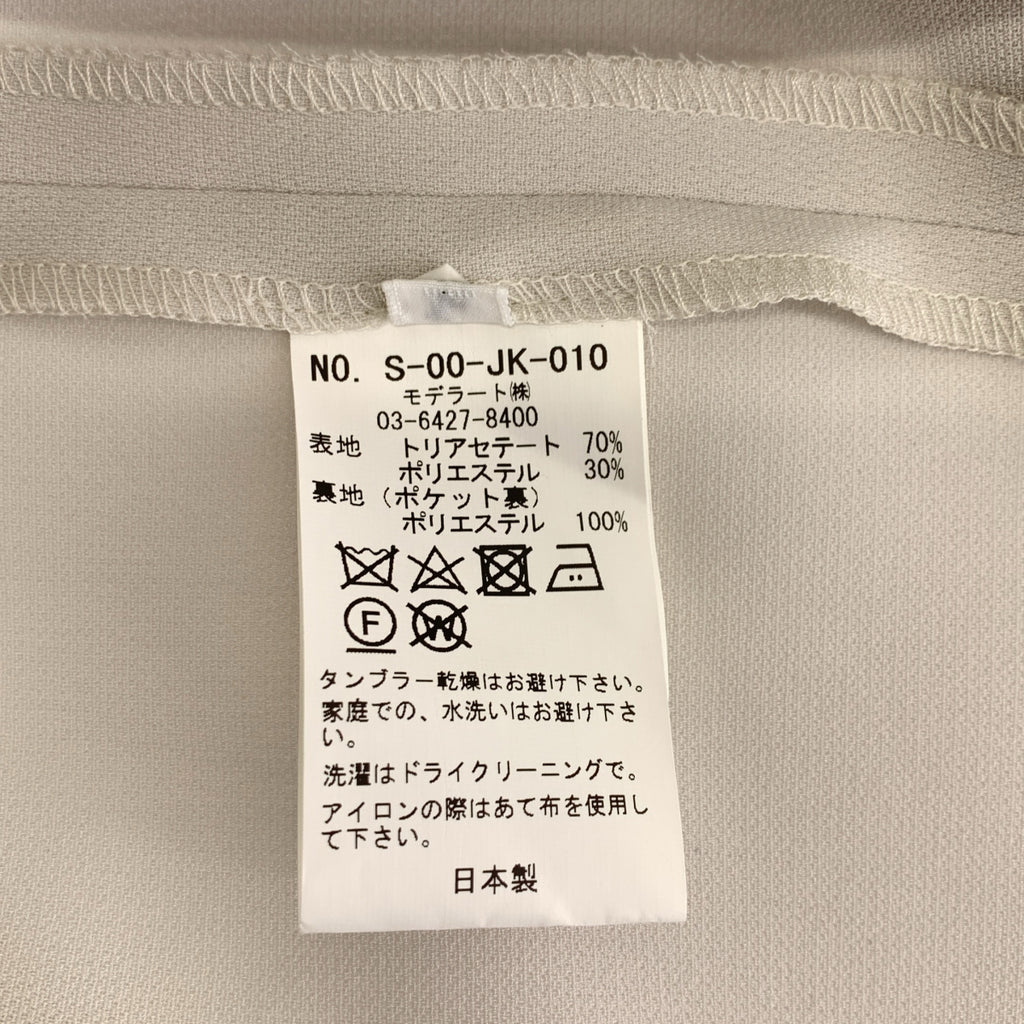 NO. S-00-JK-010
モデラート㈱
03-6427-8400
表地 トリアセテート 70%
ポリエステル 30%
裏地 (ポケット裏)
ポリエステル 100%
F W
タンブラー乾燥はお避け下さい。
家庭での、水洗いはお避け下さ
い。
洗濯はドライクリーニングで。
アイロンの際はあて布を使用し
て下さい。
日本製